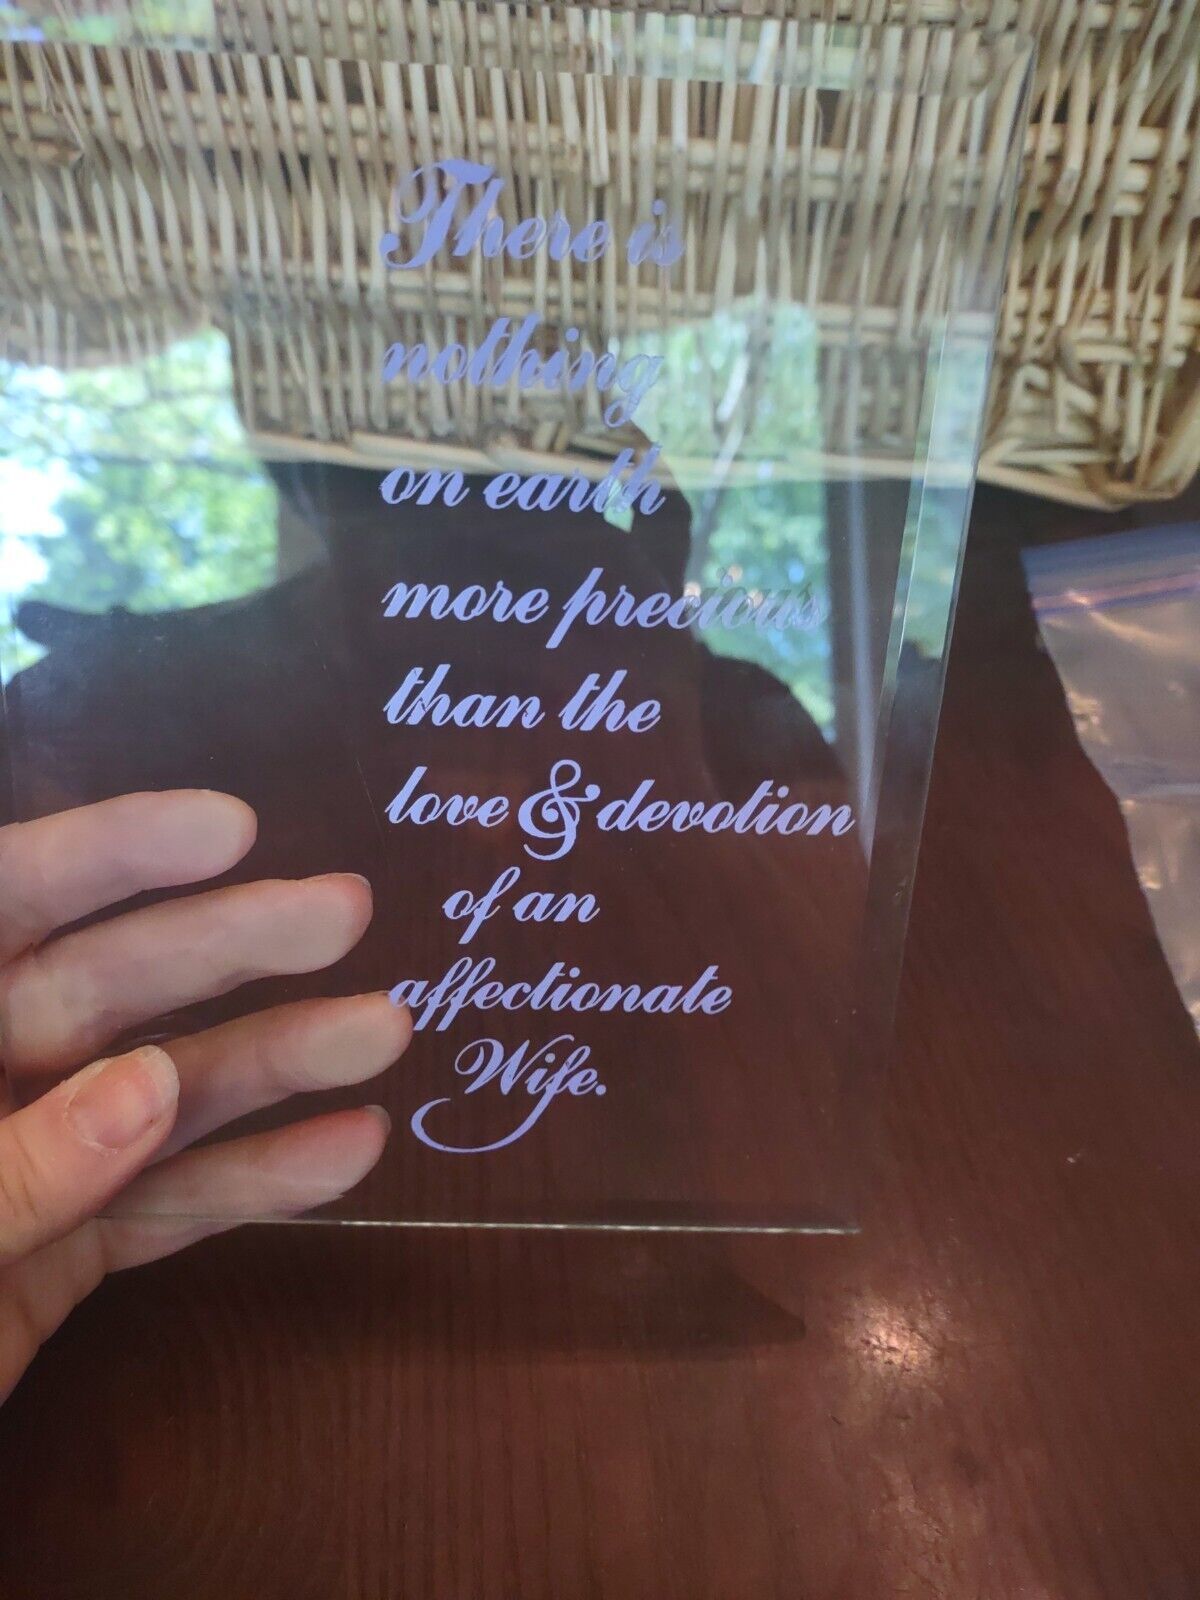 There is
nothing
on earth
more precious
than the
love & devotion
of an
affectionate
Wife.